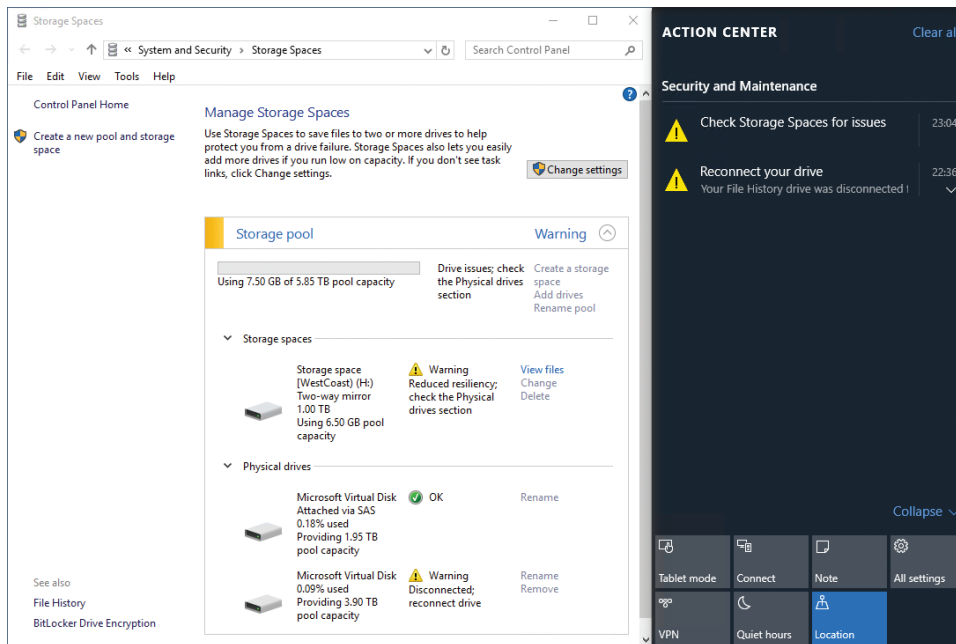 Storage Spaces
« System and Security › Storage Spaces
Search Control Panel
File Edit View Tools Help
Control Panel Home
Create a new pool and storage
space
Manage Storage Spaces
Use Storage Spaces to save files to two or more drives to help
protect you from a drive failure. Storage Spaces also lets you easily
add more drives if you run low on capacity. If you don't see task
links, click Change settings.
Change settings
Storage pool
Warning
Using 7.50 GB of 5.85 TB pool capacity
Drive issues; check
the Physical drives
section
Create a storage
space
Add drives
Rename pool
Storage spaces
Storage space
[WestCoast) (H:)
Two-way mirror
1.00 TB
Using 6.50 GB pool
capacity
Warning
Reduced resiliency;
check the Physical
drives section
View files
Change
Delete
Physical drives
Microsoft Virtual Disk
Attached via SAS
0.18% used
Providing 1.95 TB
pool capacity
OK
Rename
Microsoft Virtual Disk
0.09% used
Providing 3.90 TB
pool capacity
Warning
Disconnected;
reconnect drive
Rename
Remove
See also
File History
BitLocker Drive Encryption
ACTION CENTER
Clear al
Security and Maintenance
Check Storage Spaces for issues
23:04
Reconnect your drive
22:36
Your File History drive was disconnected
Collapse
Tablet mode
Connect
Note
All settings
VPN
Quiet hours
Location